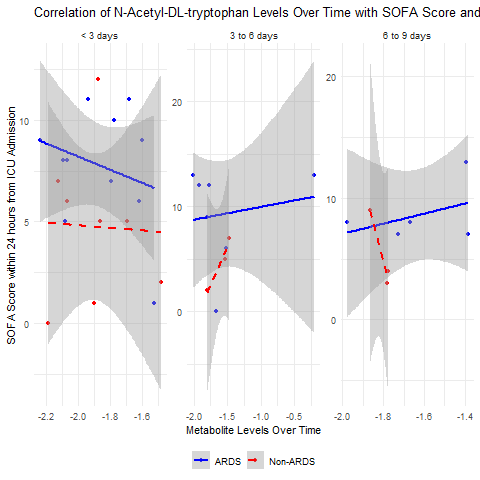 Correlation of N-Acetyl-DL-tryptophan Levels Over Time with SOFA Score and
< 3 days
3 to 6 days
6 to 9 days
SOFA Score within 24 hours from ICU Admission
10
5
0
20
10
0
20
10
0
-2.2 -2.0 -1.8 -1.6
-2.0 -1.5 -1.0 -0.5
-2.0 -1.8 -1.6 -1.4
Metabolite Levels Over Time
ARDS Non-ARDS